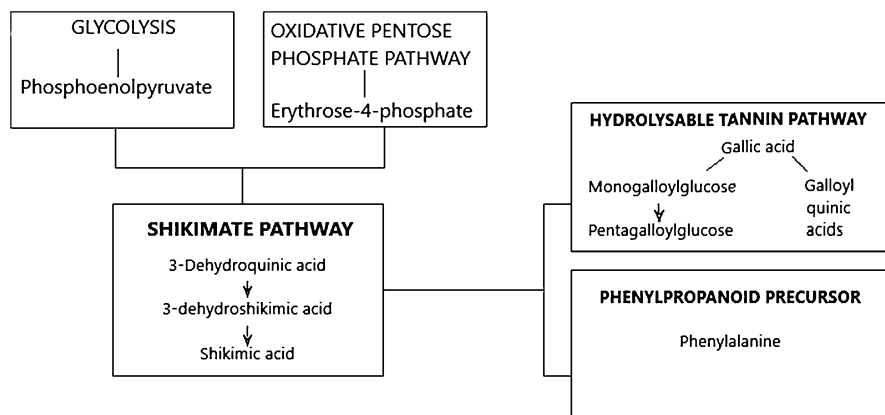 GLYCOLYSIS
Phosphoenolpyruvate
OXIDATIVE PENTOSE
PHOSPHATE PATHWAY
Erythrose-4-phosphate
SHIKIMATE PATHWAY
3-Dehydroquinic acid
3-dehydroshikimic acid
Shikimic acid
HYDROLYSABLE TANNIN PATHWAY
Gallic acid
Monogalloylglucose
Pentagalloylglucose
Galloyl
quinic
acids
PHENYLPROPANOID PRECURSOR
Phenylalanine